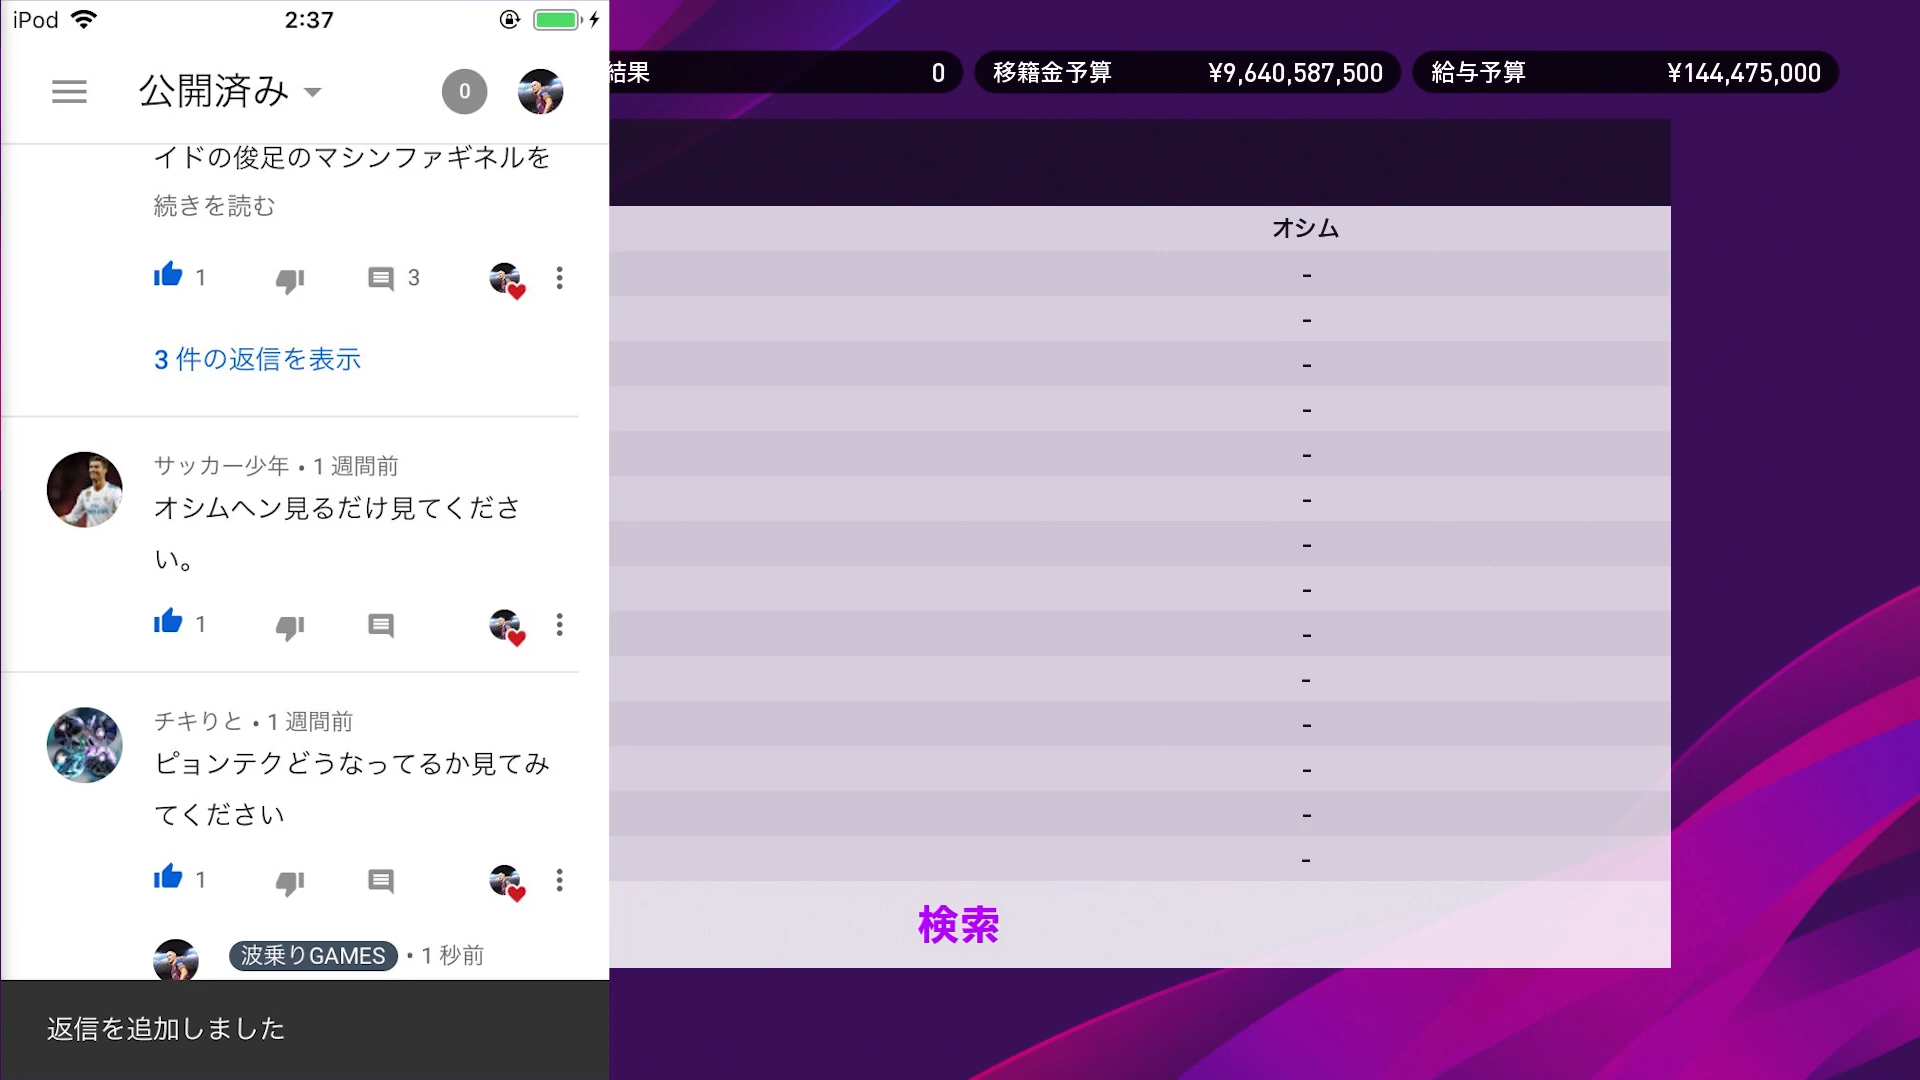 iPod 2:37
公開済み 0
イドの俊足のマシンファギネルを
続きを読む
1 3
3 件の返信を表示
サッカー少年 • 1 週間前
オシムヘン見るだけ見てくださ
い。
1
チキりと • 1 週間前
ピョンテクどうなってるか見てみ
てください
1
波乗りGAMES • 1 秒前
返信を追加しました
結果 0
移籍金予算 ¥9,640,587,500
給与予算 ¥144,475,000
オシム
-
-
-
-
-
-
-
-
-
-
-
-
-
-
検索